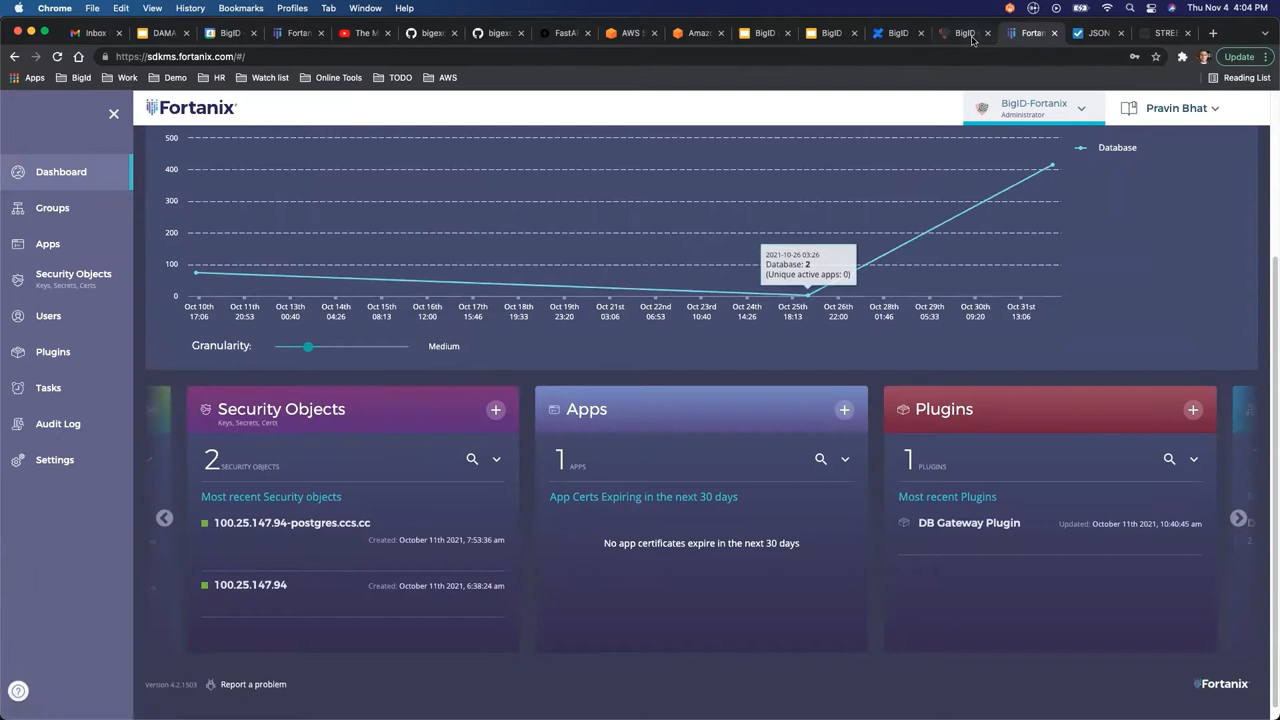 Chrome File Edit View History Bookmarks Profiles Tab Window Help Thu Nov 4 4:04 PM
Inbox DAMA BigID Fortan The M bigex bigex FastAF AWS S Amaz BigID BigID BigID BigID Fortan JSON STREE
https://sdkms.fortanix.com/#/ Update
Apps BigId Work Demo HR Watch list Online Tools TODO AWS Reading List
Fortanix
BigID-Fortanix
Administrator
Pravin Bhat
Dashboard
Groups
Apps
Security Objects
Keys, Secrets, Certs
Users
Plugins
Tasks
Audit Log
Settings
500
400
300
200
100
0
Database
2021-10-26 03:26
Database: 2
(Unique active apps: 0)
Oct 10th Oct 11th Oct 13th Oct 14th Oct 15th Oct 16th Oct 17th Oct 18th Oct 19th Oct 21st Oct 22nd Oct 23rd Oct 24th Oct 25th Oct 26th Oct 28th Oct 29th Oct 30th Oct 31st
17:06 20:53 00:40 04:26 08:13 12:00 15:46 19:33 23:20 03:06 06:53 10:40 14:26 18:13 22:00 01:46 05:33 09:20 13:06
Granularity: Medium
Security Objects
Keys, Secrets, Certs
2 SECURITY OBJECTS
Most recent Security objects
100.25.147.94-postgres.ccs.cc
Created: October 11th 2021, 7:53:36 am
100.25.147.94 Created: October 11th 2021, 6:38:24 am
Apps
1 APPS
App Certs Expiring in the next 30 days
No app certificates expire in the next 30 days
Plugins
1 PLUGINS
Most recent Plugins
DB Gateway Plugin Updated: October 11th 2021, 10:40:45 am
Version 4.2.1503 Report a problem
Fortanix